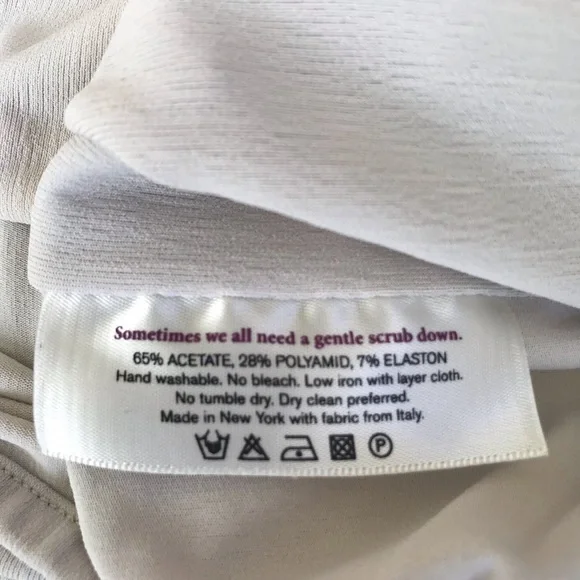 Sometimes we all need a gentle scrub down.
65% ACETATE, 28% POLYAMID, 7% ELASTON
Hand washable. No bleach. Low iron with layer cloth.
No tumble dry. Dry clean preferred.
Made in New York with fabric from Italy.
P